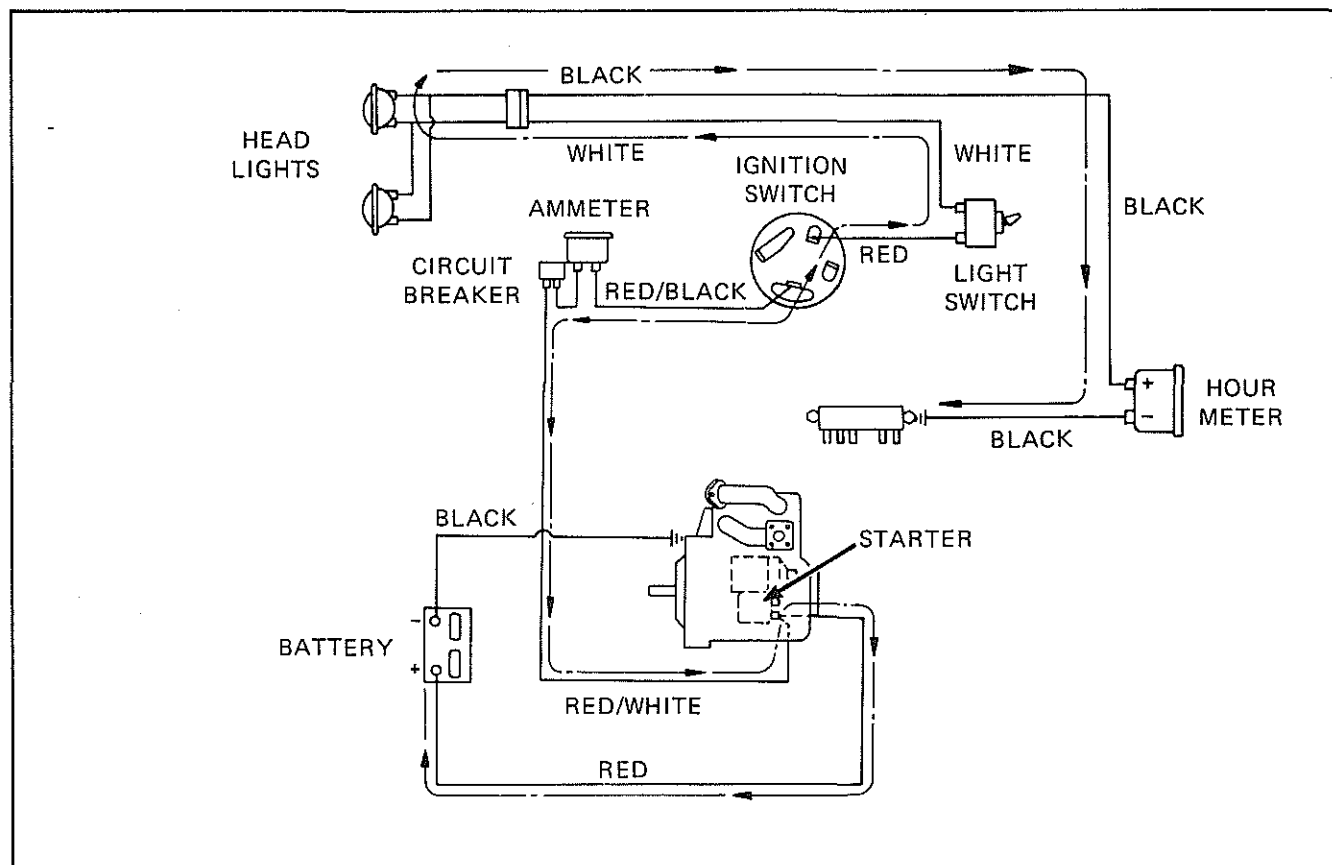 BLACK
HEAD
LIGHTS
WHITE
IGNITION
SWITCH
WHITE
BLACK
AMMETER
RED
CIRCUIT
BREAKER
RED/BLACK
LIGHT
SWITCH
+
-
HOUR
METER
BLACK
BLACK
STARTER
-
BATTERY
+
RED/WHITE
RED